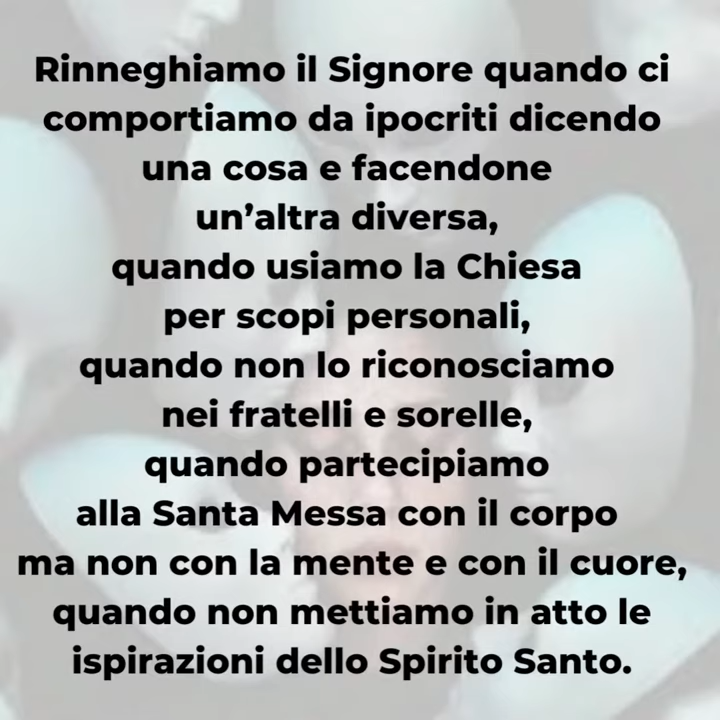 Rinneghiamo il Signore quando ci
comportiamo da ipocriti dicendo
una cosa e facendone
un’altra diversa,
quando usiamo la Chiesa
per scopi personali,
quando non lo riconosciamo
nei fratelli e sorelle,
quando partecipiamo
alla Santa Messa con il corpo
ma non con la mente e con il cuore,
quando non mettiamo in atto le
ispirazioni dello Spirito Santo.